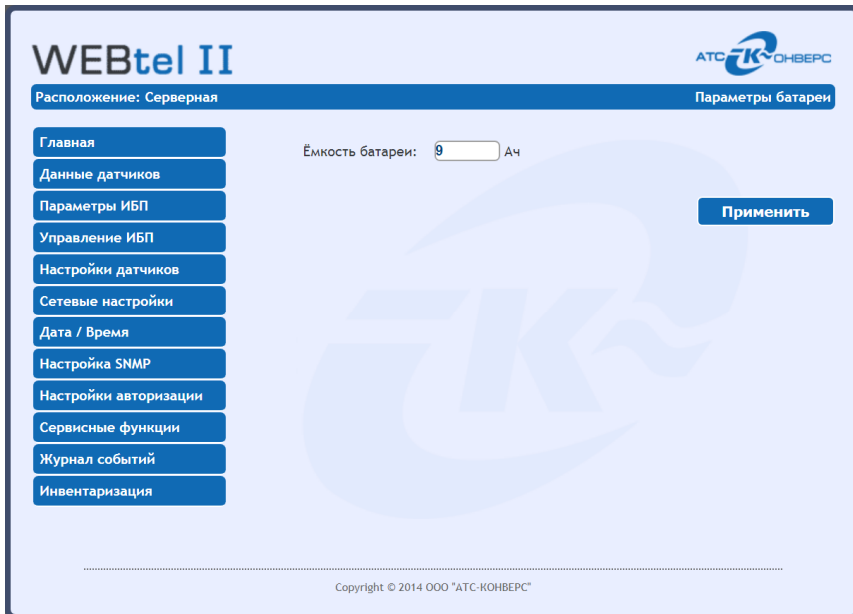 WEBtel II
АТС-КОНВЕРС
Расположение: Серверная
Параметры батареи
Главная
Данные датчиков
Параметры ИБП
Управление ИБП
Настройки датчиков
Сетевые настройки
Дата / Время
Настройка SNMP
Настройки авторизации
Сервисные функции
Журнал событий
Инвентаризация
Ёмкость батареи: 9 Ач
Применить
Copyright © 2014 ООО "АТС-КОНВЕРС"